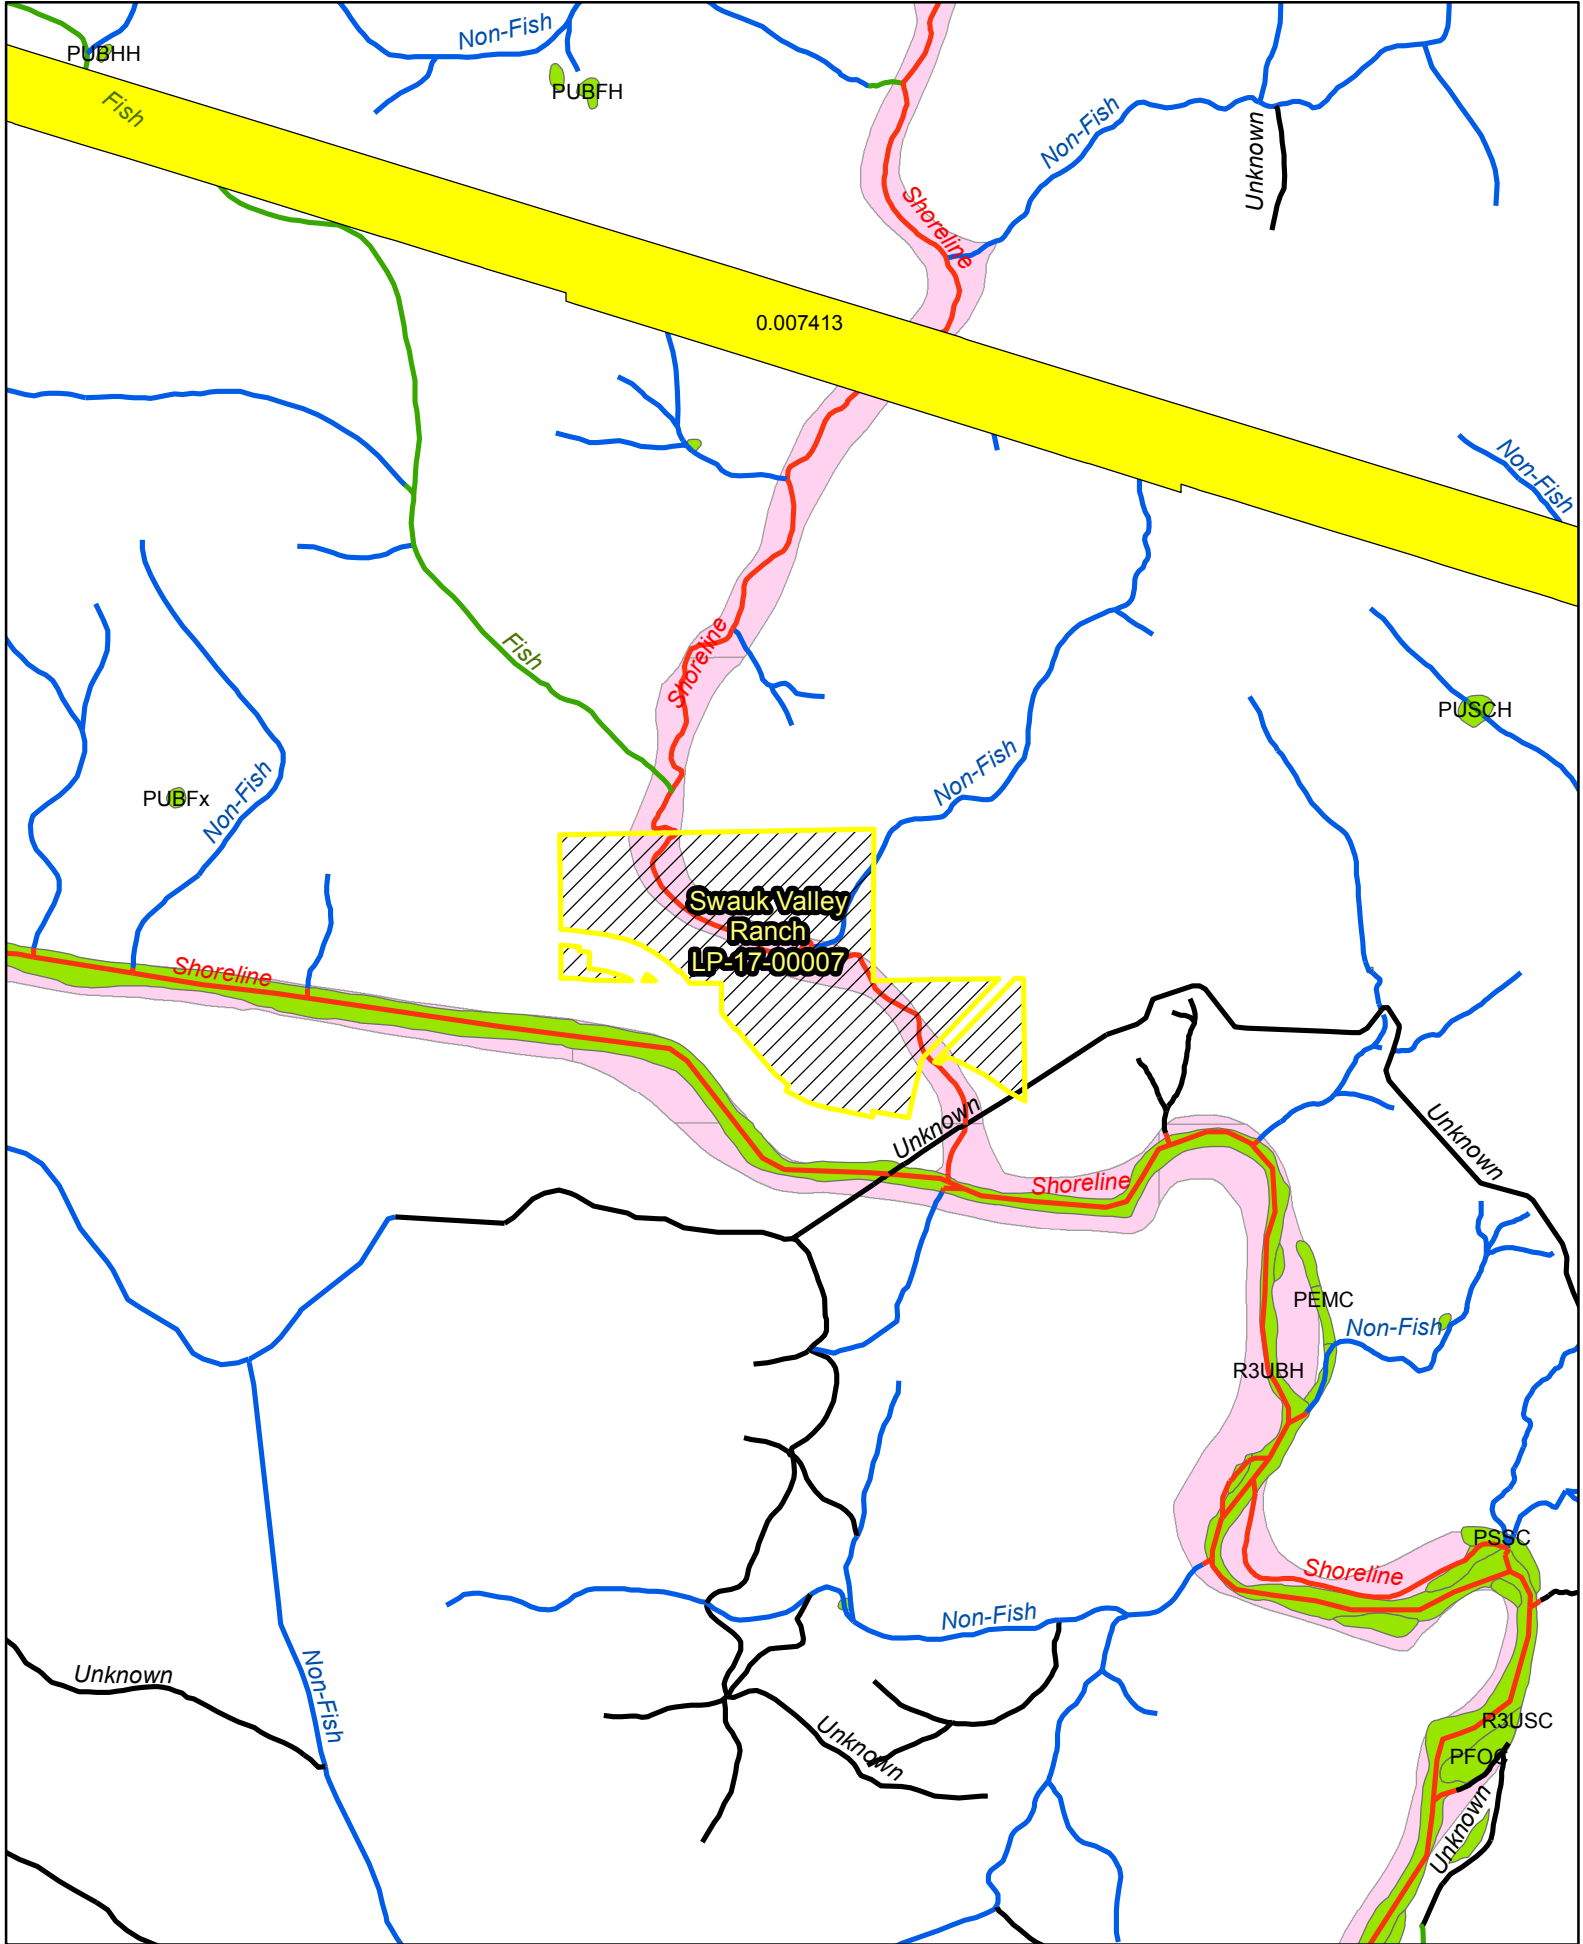 Non-Fish
PUBHH
PUBFH
Fish
Non-Fish
Unknown
Shoreline
0.007413
Non-Fish
Fish
Shoreline
PUSCH
Non-Fish
PUBFx
Non-Fish
Swauk Valley
Ranch
LP-17-00007
Shoreline
Unknown
Unknown
Shoreline
PEMC
Non-Fish
R3UBH
PSSC
Shoreline
Non-Fish
Unknown
Non-Fish
R3USC
Unknown
PFOC
Unknown